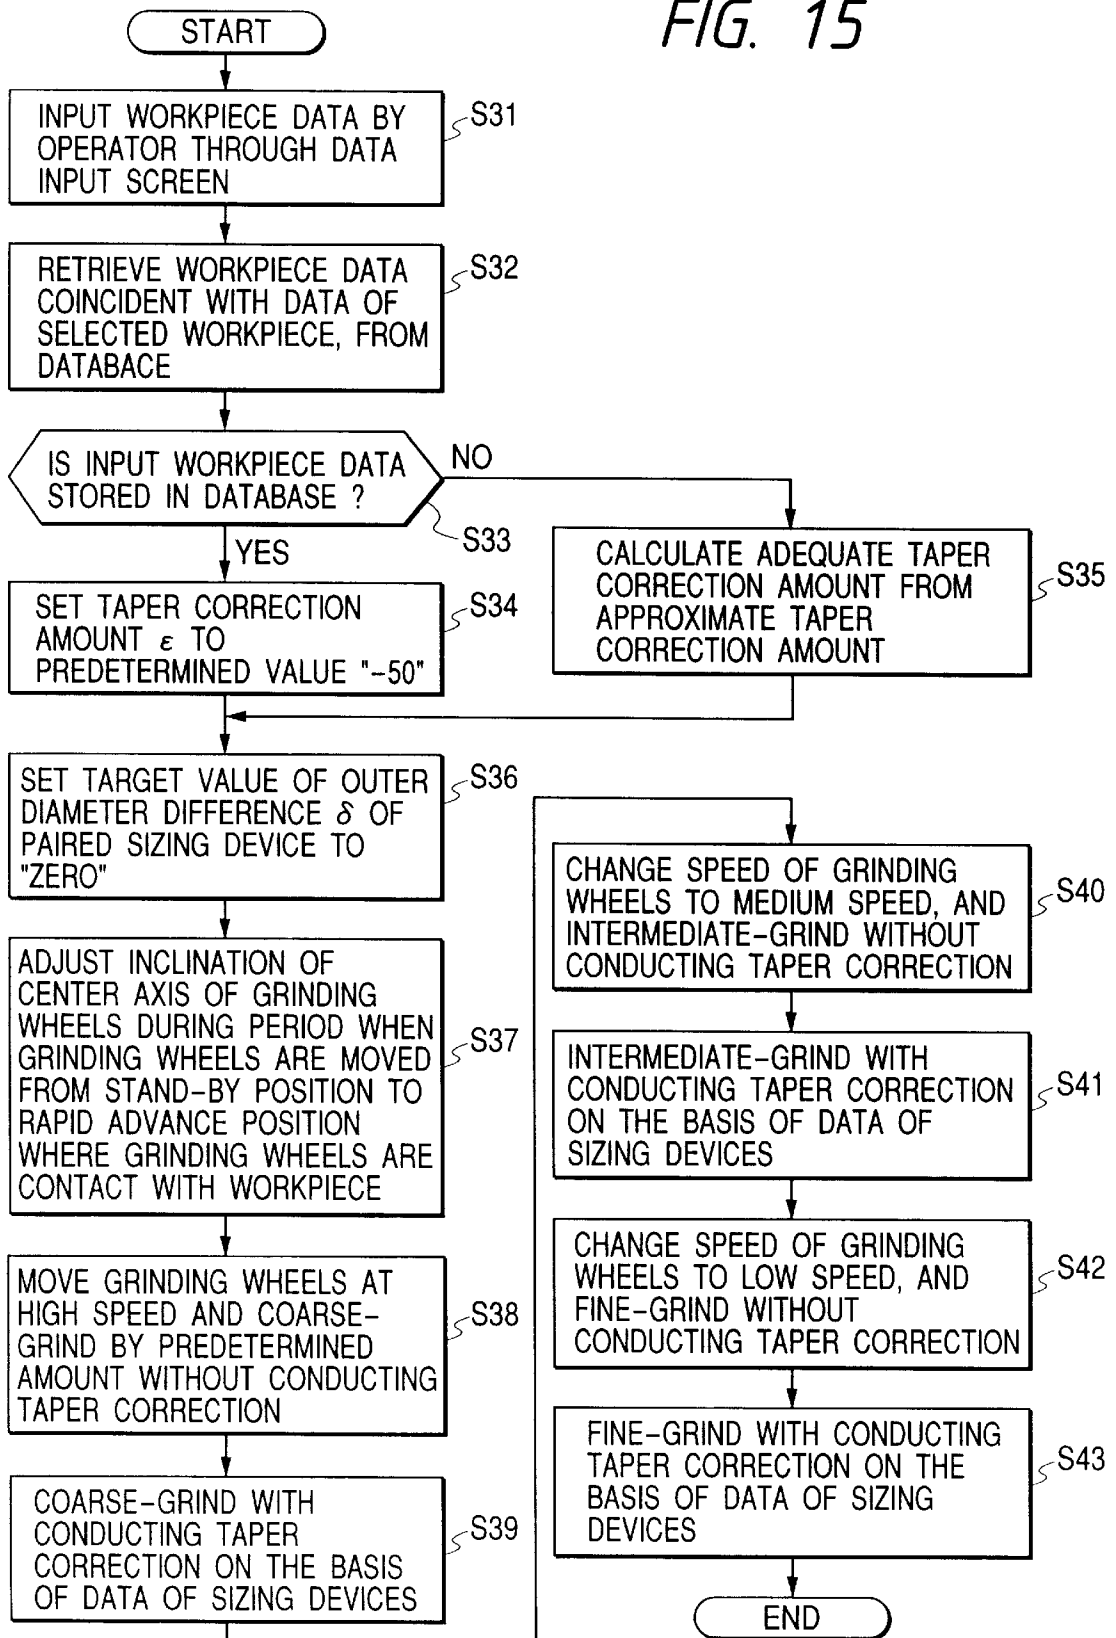 FIG. 15
START
INPUT WORKPIECE DATA BY
OPERATOR THROUGH DATA
INPUT SCREEN
S31
RETRIEVE WORKPIECE DATA
COINCIDENT WITH DATA OF
SELECTED WORKPIECE, FROM
DATABACE
S32
IS INPUT WORKPIECE DATA
STORED IN DATABASE ?
S33
NO
YES
SET TAPER CORRECTION
AMOUNT ε TO
PREDETERMINED VALUE "-50"
S34
CALCULATE ADEQUATE TAPER
CORRECTION AMOUNT FROM
APPROXIMATE TAPER
CORRECTION AMOUNT
S35
SET TARGET VALUE OF OUTER
DIAMETER DIFFERENCE δ OF
PAIRED SIZING DEVICE TO
"ZERO"
S36
ADJUST INCLINATION OF
CENTER AXIS OF GRINDING
WHEELS DURING PERIOD WHEN
GRINDING WHEELS ARE MOVED
FROM STAND-BY POSITION TO
RAPID ADVANCE POSITION
WHERE GRINDING WHEELS ARE
CONTACT WITH WORKPIECE
S37
MOVE GRINDING WHEELS AT
HIGH SPEED AND COARSE-
GRIND BY PREDETERMINED
AMOUNT WITHOUT CONDUCTING
TAPER CORRECTION
S38
COARSE-GRIND WITH
CONDUCTING TAPER
CORRECTION ON THE BASIS
OF DATA OF SIZING DEVICES
S39
CHANGE SPEED OF GRINDING
WHEELS TO MEDIUM SPEED, AND
INTERMEDIATE-GRIND WITHOUT
CONDUCTING TAPER CORRECTION
S40
INTERMEDIATE-GRIND WITH
CONDUCTING TAPER CORRECTION
ON THE BASIS OF DATA OF
SIZING DEVICES
S41
CHANGE SPEED OF GRINDING
WHEELS TO LOW SPEED, AND
FINE-GRIND WITHOUT
CONDUCTING TAPER CORRECTION
S42
FINE-GRIND WITH CONDUCTING
TAPER CORRECTION ON THE
BASIS OF DATA OF SIZING
DEVICES
S43
END